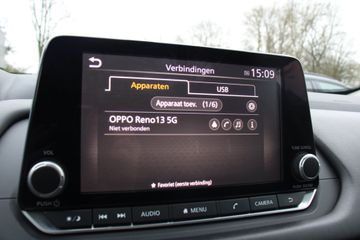 Verbindingen
15:09
Apparaten
USB
Apparaat toev. (1/6)
OPPO Reno13 5G
Niet verbonden
Favoriet (eerste verbinding)
VOL
PUSH
AUDIO
MENU
CAMERA
TUNE·SCROLL